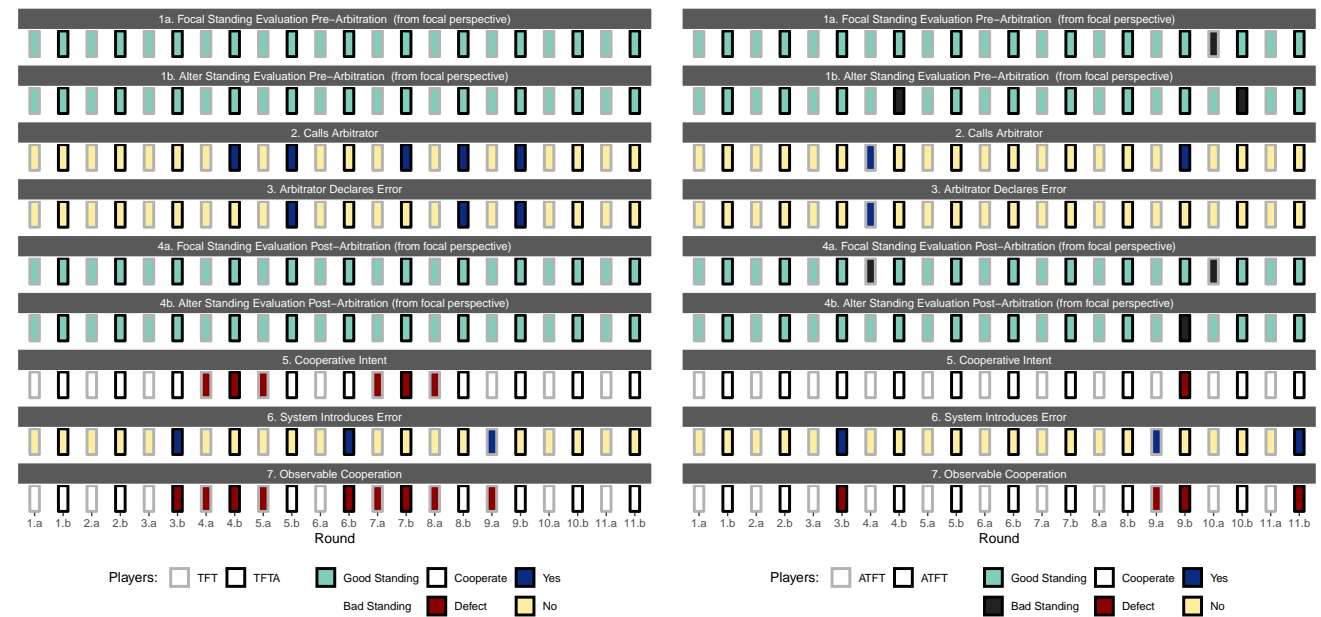 1a. Focal Standing Evaluation Pre−Arbitration (from focal perspective)
1b. Alter Standing Evaluation Pre−Arbitration (from focal perspective)
2. Calls Arbitrator
3. Arbitrator Declares Error
4a. Focal Standing Evaluation Post−Arbitration (from focal perspective)
4b. Alter Standing Evaluation Post−Arbitration (from focal perspective)
5. Cooperative Intent
6. System Introduces Error
7. Observable Cooperation
1.a 1.b 2.a 2.b 3.a 3.b 4.a 4.b 5.a 5.b 6.a 6.b 7.a 7.b 8.a 8.b 9.a 9.b 10.a 10.b 11.a 11.b
Round
Players: TFT TFTA Good Standing Cooperate Yes
Bad Standing Defect No
1a. Focal Standing Evaluation Pre−Arbitration (from focal perspective)
1b. Alter Standing Evaluation Pre−Arbitration (from focal perspective)
2. Calls Arbitrator
3. Arbitrator Declares Error
4a. Focal Standing Evaluation Post−Arbitration (from focal perspective)
4b. Alter Standing Evaluation Post−Arbitration (from focal perspective)
5. Cooperative Intent
6. System Introduces Error
7. Observable Cooperation
1.a 1.b 2.a 2.b 3.a 3.b 4.a 4.b 5.a 5.b 6.a 6.b 7.a 7.b 8.a 8.b 9.a 9.b 10.a 10.b 11.a 11.b
Round
Players: ATFT ATFT Good Standing Cooperate Yes
Bad Standing Defect No